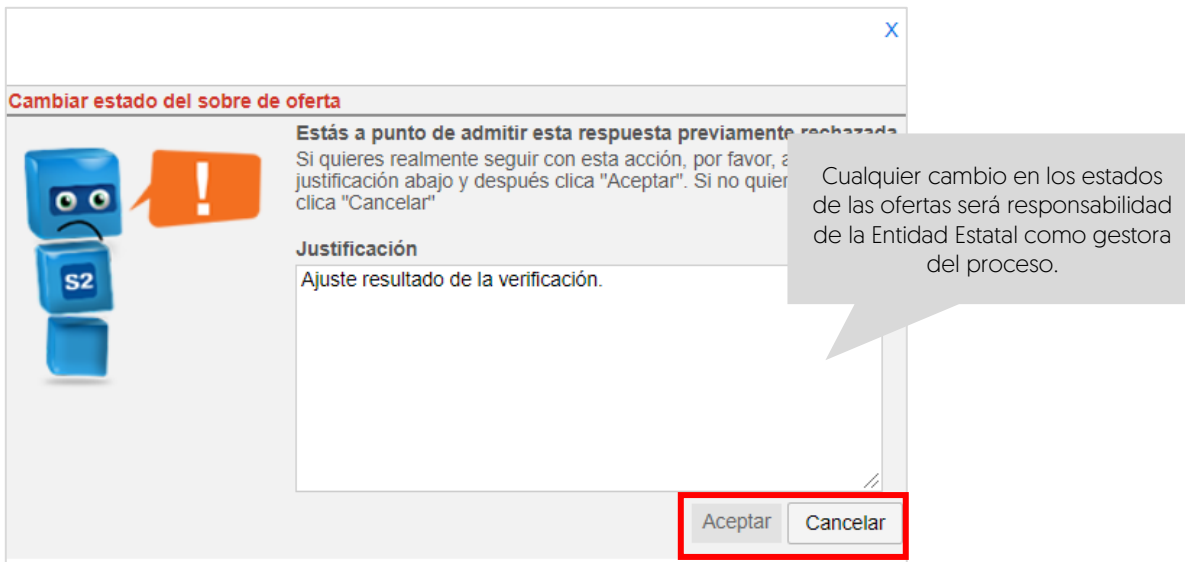 X
Cambiar estado del sobre de oferta
Estás a punto de admitir esta respuesta previamente rechazada
Si quieres realmente seguir con esta acción, por favor, a
justificación abajo y después clica "Aceptar". Si no quier
clica "Cancelar"
Justificación
Ajuste resultado de la verificación.
Cualquier cambio en los estados
de las ofertas será responsabilidad
de la Entidad Estatal como gestora
del proceso.
!
S2
Aceptar Cancelar